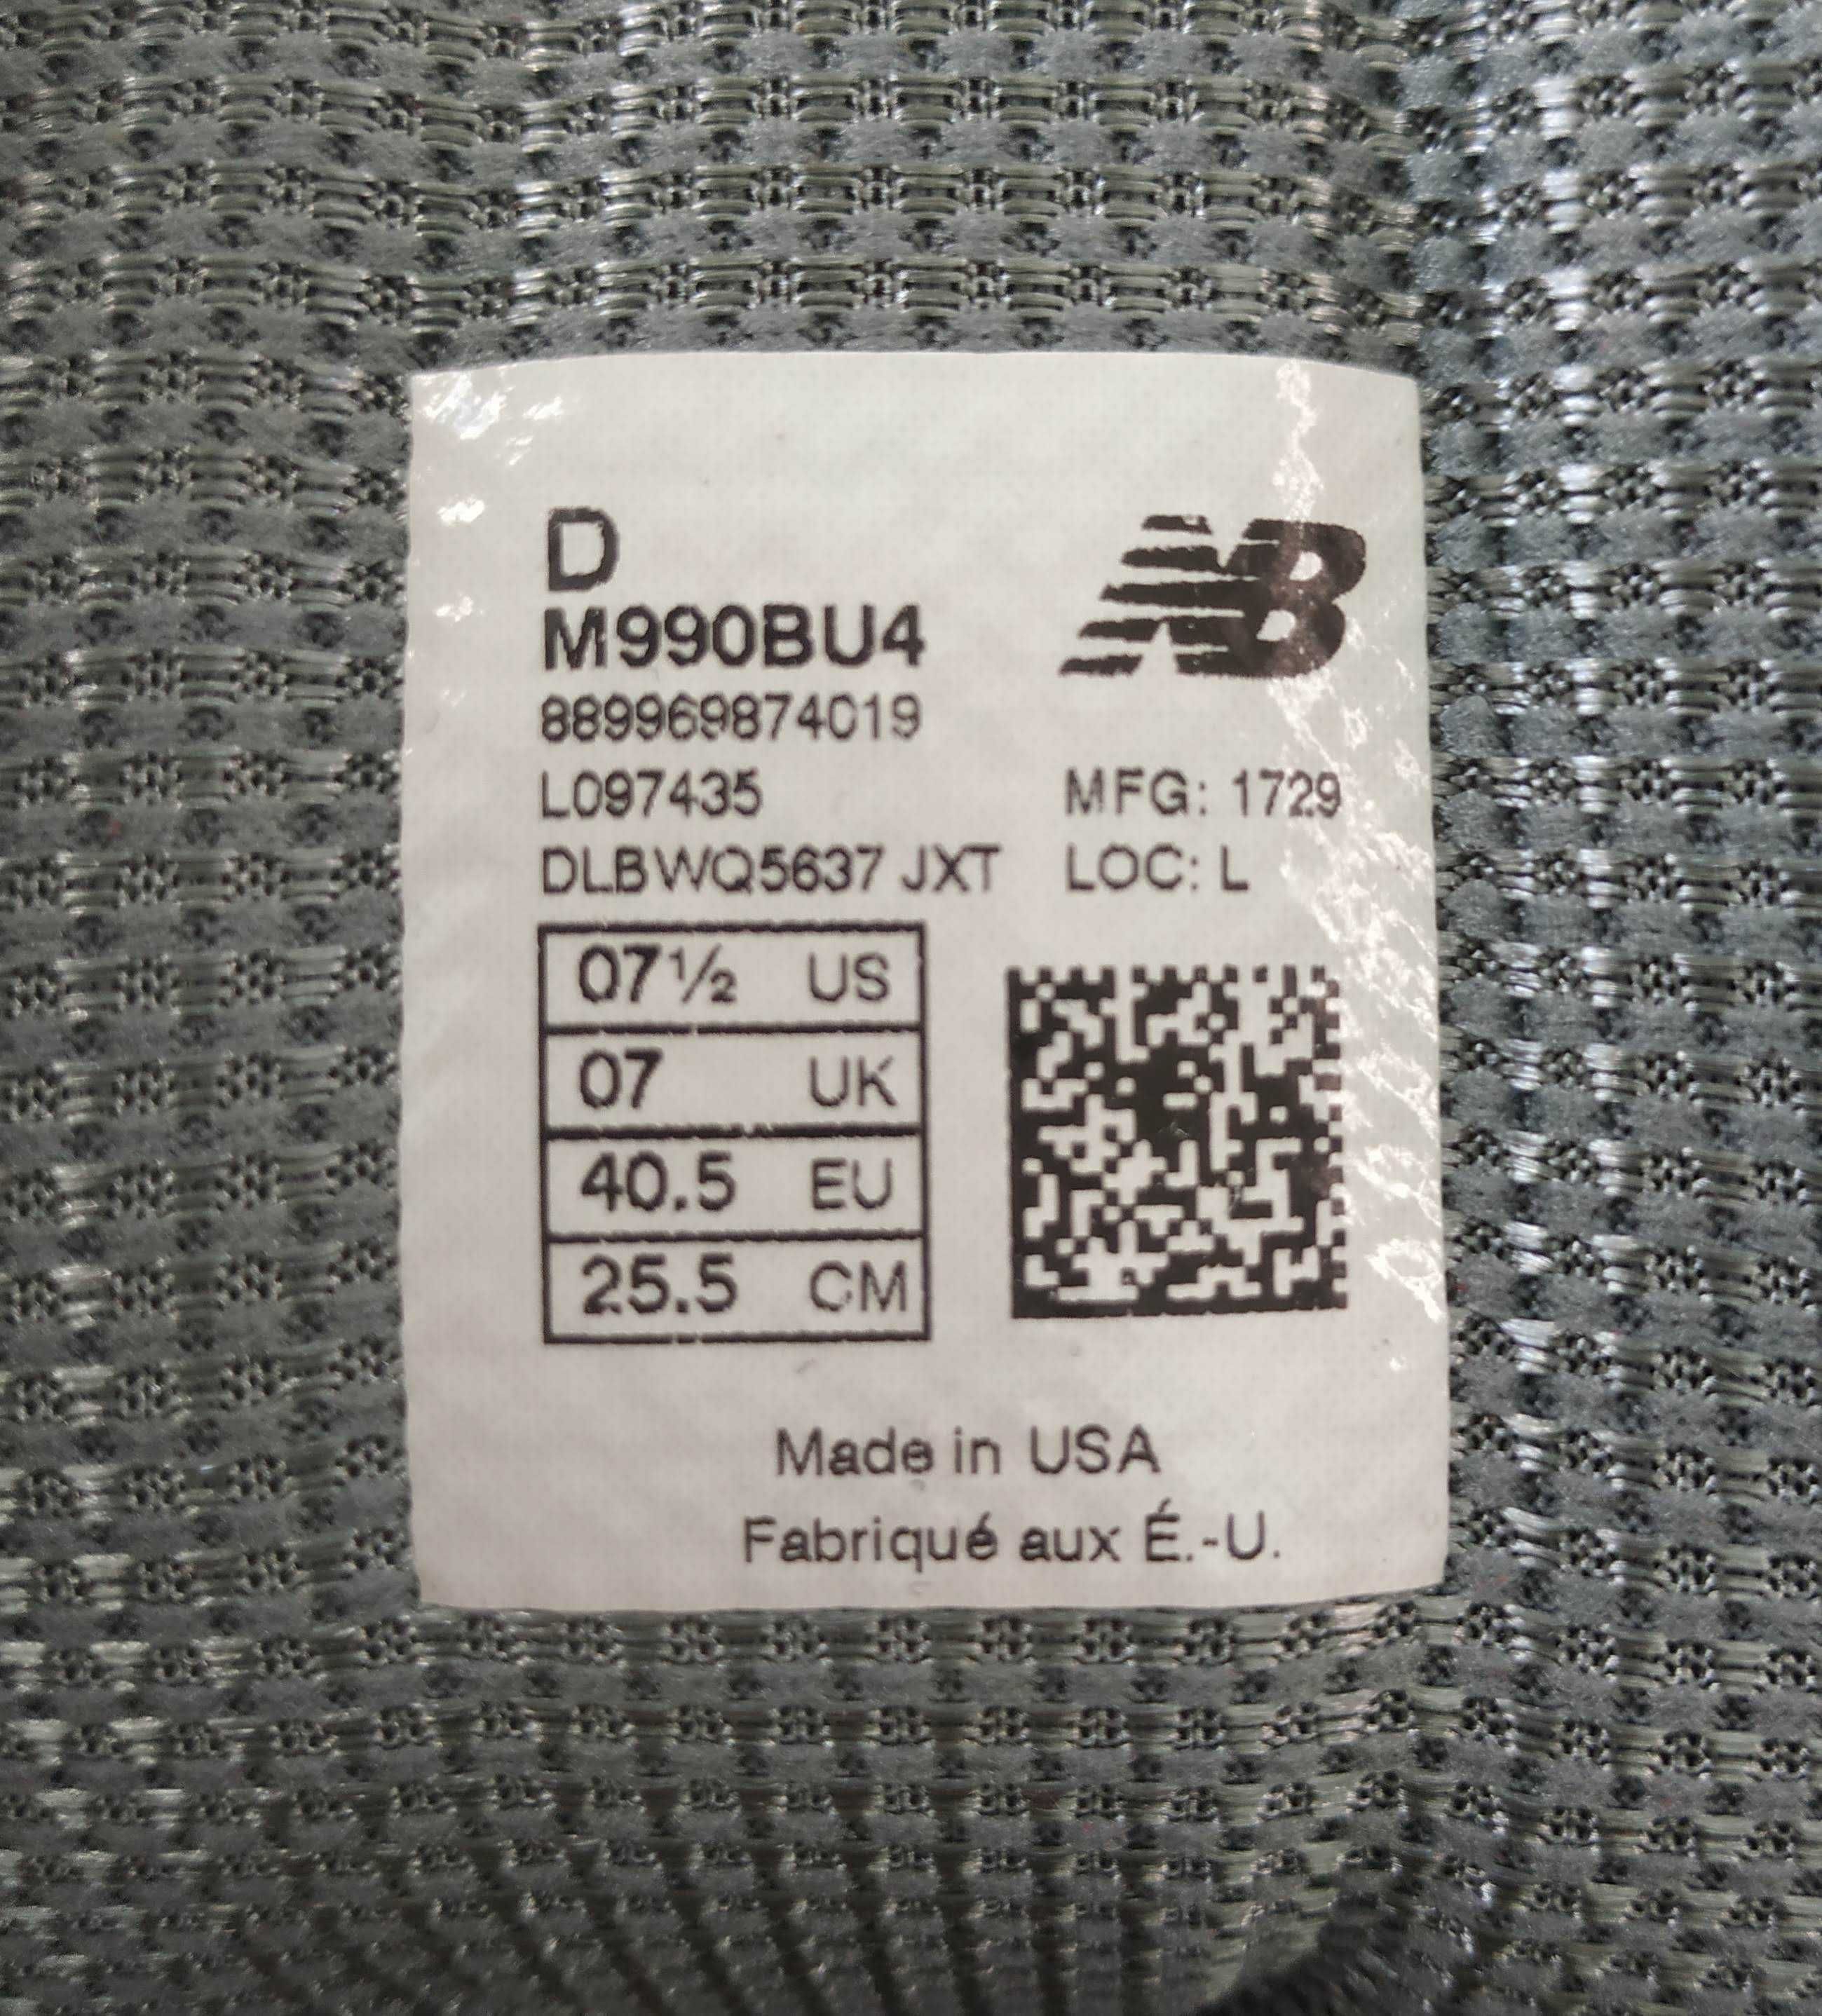 D
NB
M990BU4
889969874019
L097435
MFG: 1729
DLBWQ5637 JXT
LOC: L
07½ US
07 UK
40.5 EU
25.5 CM
Made in USA
Fabriqué aux É.-U.